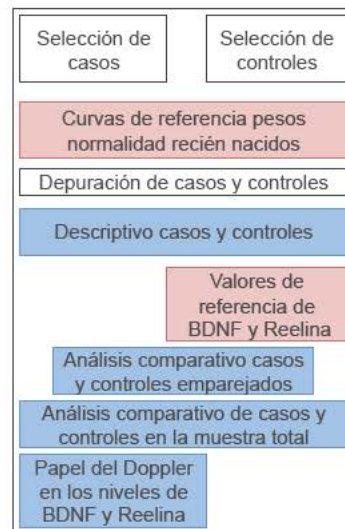 Selección de
casos
Selección de
controles
Curvas de referencia pesos
normalidad recién nacidos
Depuración de casos y controles
Descriptivo casos y controles
Valores de
referencia de
BDNF y Reelina
Análisis comparativo casos
y controles emparejados
Análisis comparativo de casos y
controles en la muestra total
Papel del Doppler
en los niveles de
BDNF y Reelina